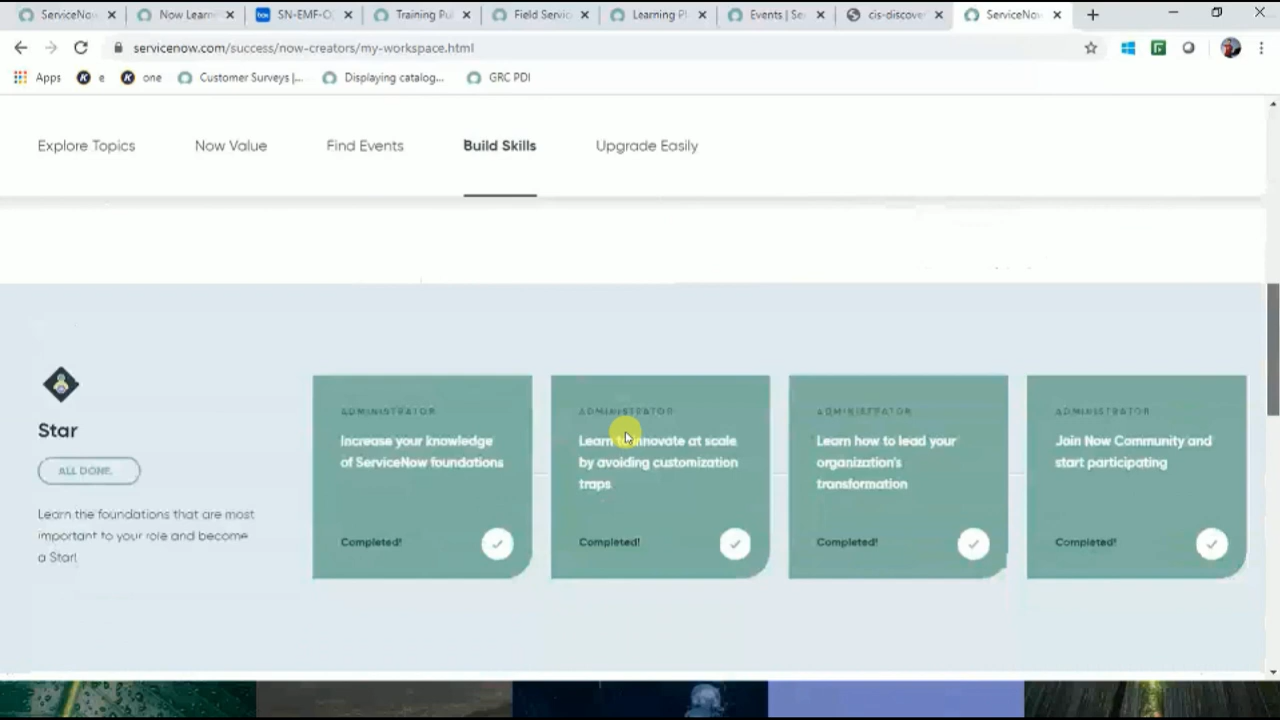 ServiceNo
Now Learn
SN-EMF-O
Training Pu
Field Servic
Learning Pl
Events | Se
cis-discove
ServiceNo
servicenow.com/success/now-creators/my-workspace.html
Apps
e
one
Customer Surveys |...
Displaying catalog...
GRC PDI
Explore Topics
Now Value
Find Events
Build Skills
Upgrade Easily
Star
ALL DONE.
Learn the foundations that are most
important to your role and become
a Star!
ADMINISTRATOR
Increase your knowledge
of ServiceNow foundations
Completed!
ADMINISTRATOR
Learn to innovate at scale
by avoiding customization
traps
Completed!
ADMINISTRATOR
Learn how to lead your
organization's
transformation
Completed!
ADMINISTRATOR
Join Now Community and
start participating
Completed!